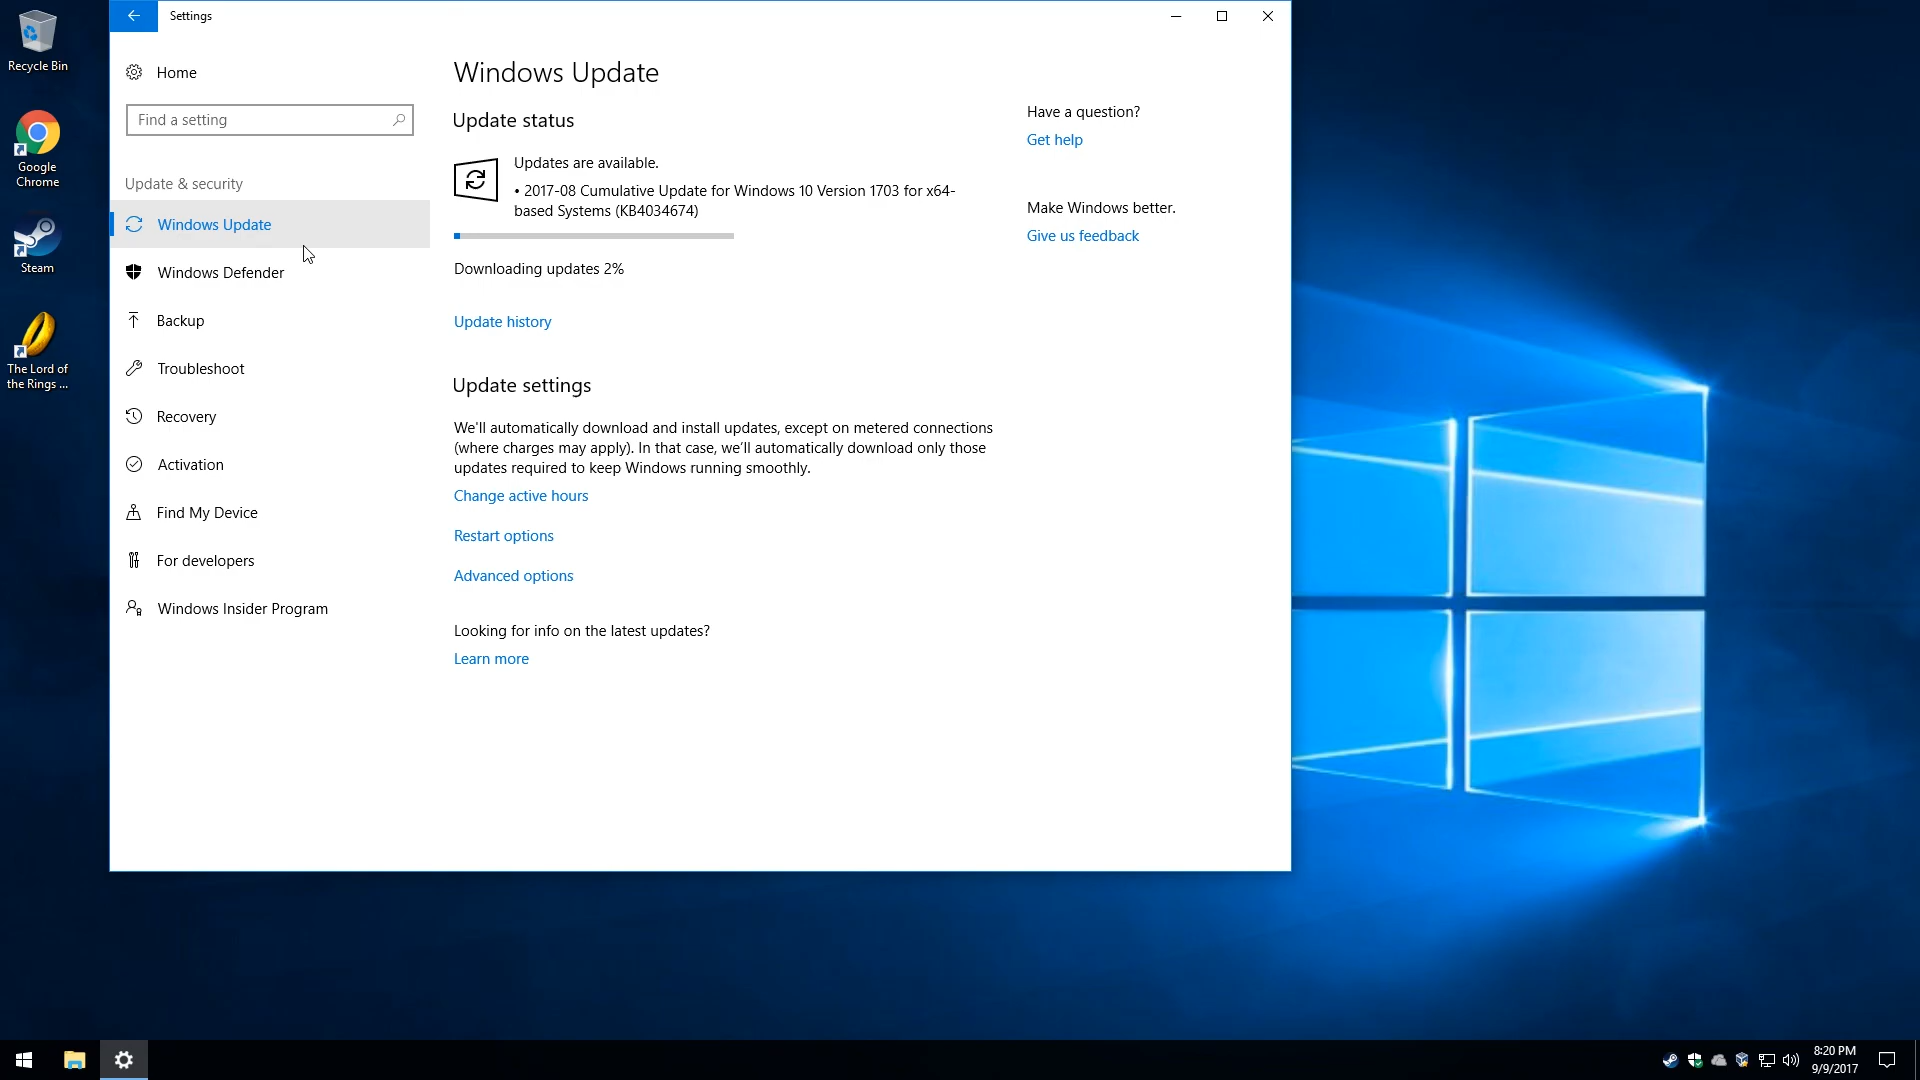 Recycle Bin
Google
Chrome
Steam
The Lord of
the Rings ...
Settings
Home
Find a setting
Update & security
Windows Update
Windows Defender
Backup
Troubleshoot
Recovery
Activation
Find My Device
For developers
Windows Insider Program
Windows Update
Update status
Updates are available.
• 2017-08 Cumulative Update for Windows 10 Version 1703 for x64-
based Systems (KB4034674)
Downloading updates 2%
Update history
Update settings
We'll automatically download and install updates, except on metered connections
(where charges may apply). In that case, we'll automatically download only those
updates required to keep Windows running smoothly.
Change active hours
Restart options
Advanced options
Looking for info on the latest updates?
Learn more
Have a question?
Get help
Make Windows better.
Give us feedback
8:20 PM
9/9/2017